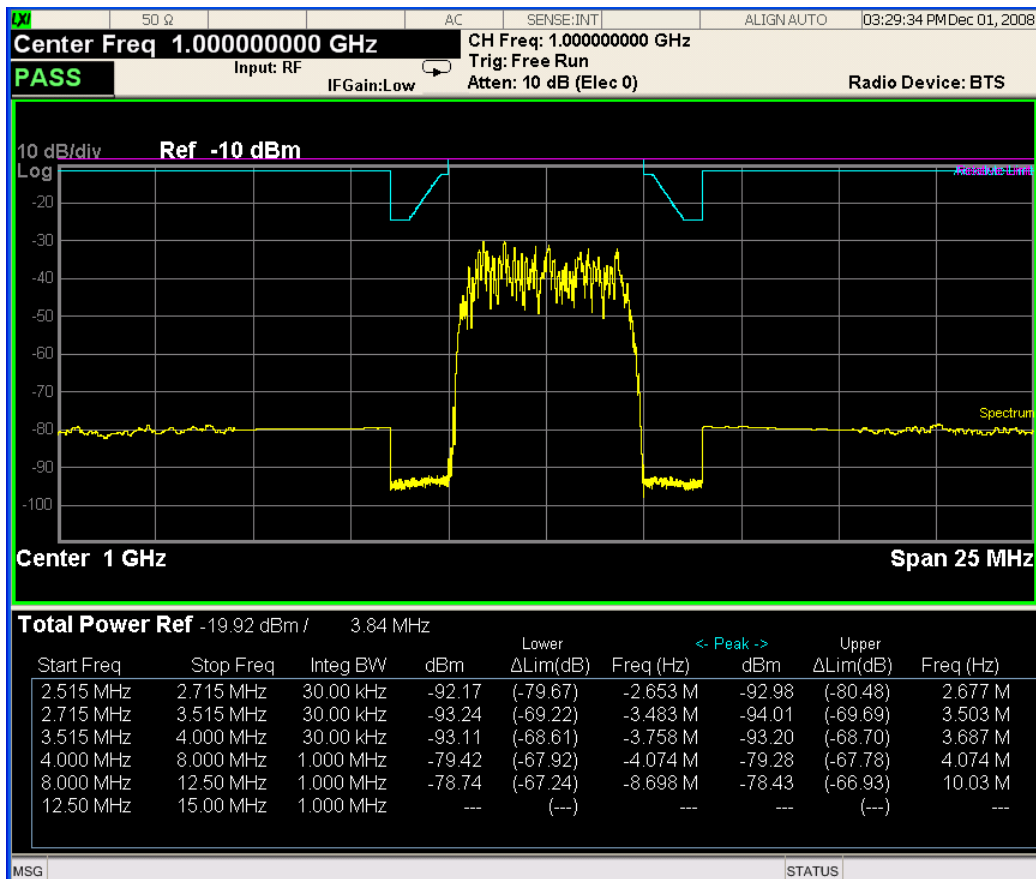 LXI 50 Ω AC SENSE:INT ALIGN AUTO 03:29:34 PM Dec 01, 2008
Center Freq 1.000000000 GHz CH Freq: 1.000000000 GHz
Input: RF Trig: Free Run
PASS IFGain:Low Atten: 10 dB (Elec 0) Radio Device: BTS
10 dB/div Ref -10 dBm
Log
-20
-30
-40
-50
-60
-70
Spectrum
-80
-90
-100
Center 1 GHz Span 25 MHz
Total Power Ref -19.92 dBm / 3.84 MHz
Lower <- Peak -> Upper
Start Freq Stop Freq Integ BW dBm ΔLim(dB) Freq (Hz) dBm ΔLim(dB) Freq (Hz)
2.515 MHz 2.715 MHz 30.00 kHz -92.17 (-79.67) -2.653 M -92.98 (-80.48) 2.677 M
2.715 MHz 3.515 MHz 30.00 kHz -93.24 (-69.22) -3.483 M -94.01 (-69.69) 3.503 M
3.515 MHz 4.000 MHz 30.00 kHz -93.11 (-68.61) -3.758 M -93.20 (-68.70) 3.687 M
4.000 MHz 8.000 MHz 1.000 MHz -79.42 (-67.92) -4.074 M -79.28 (-67.78) 4.074 M
8.000 MHz 12.50 MHz 1.000 MHz -78.74 (-67.24) -8.698 M -78.43 (-66.93) 10.03 M
12.50 MHz 15.00 MHz 1.000 MHz --- (---) --- --- (---) ---
MSG STATUS